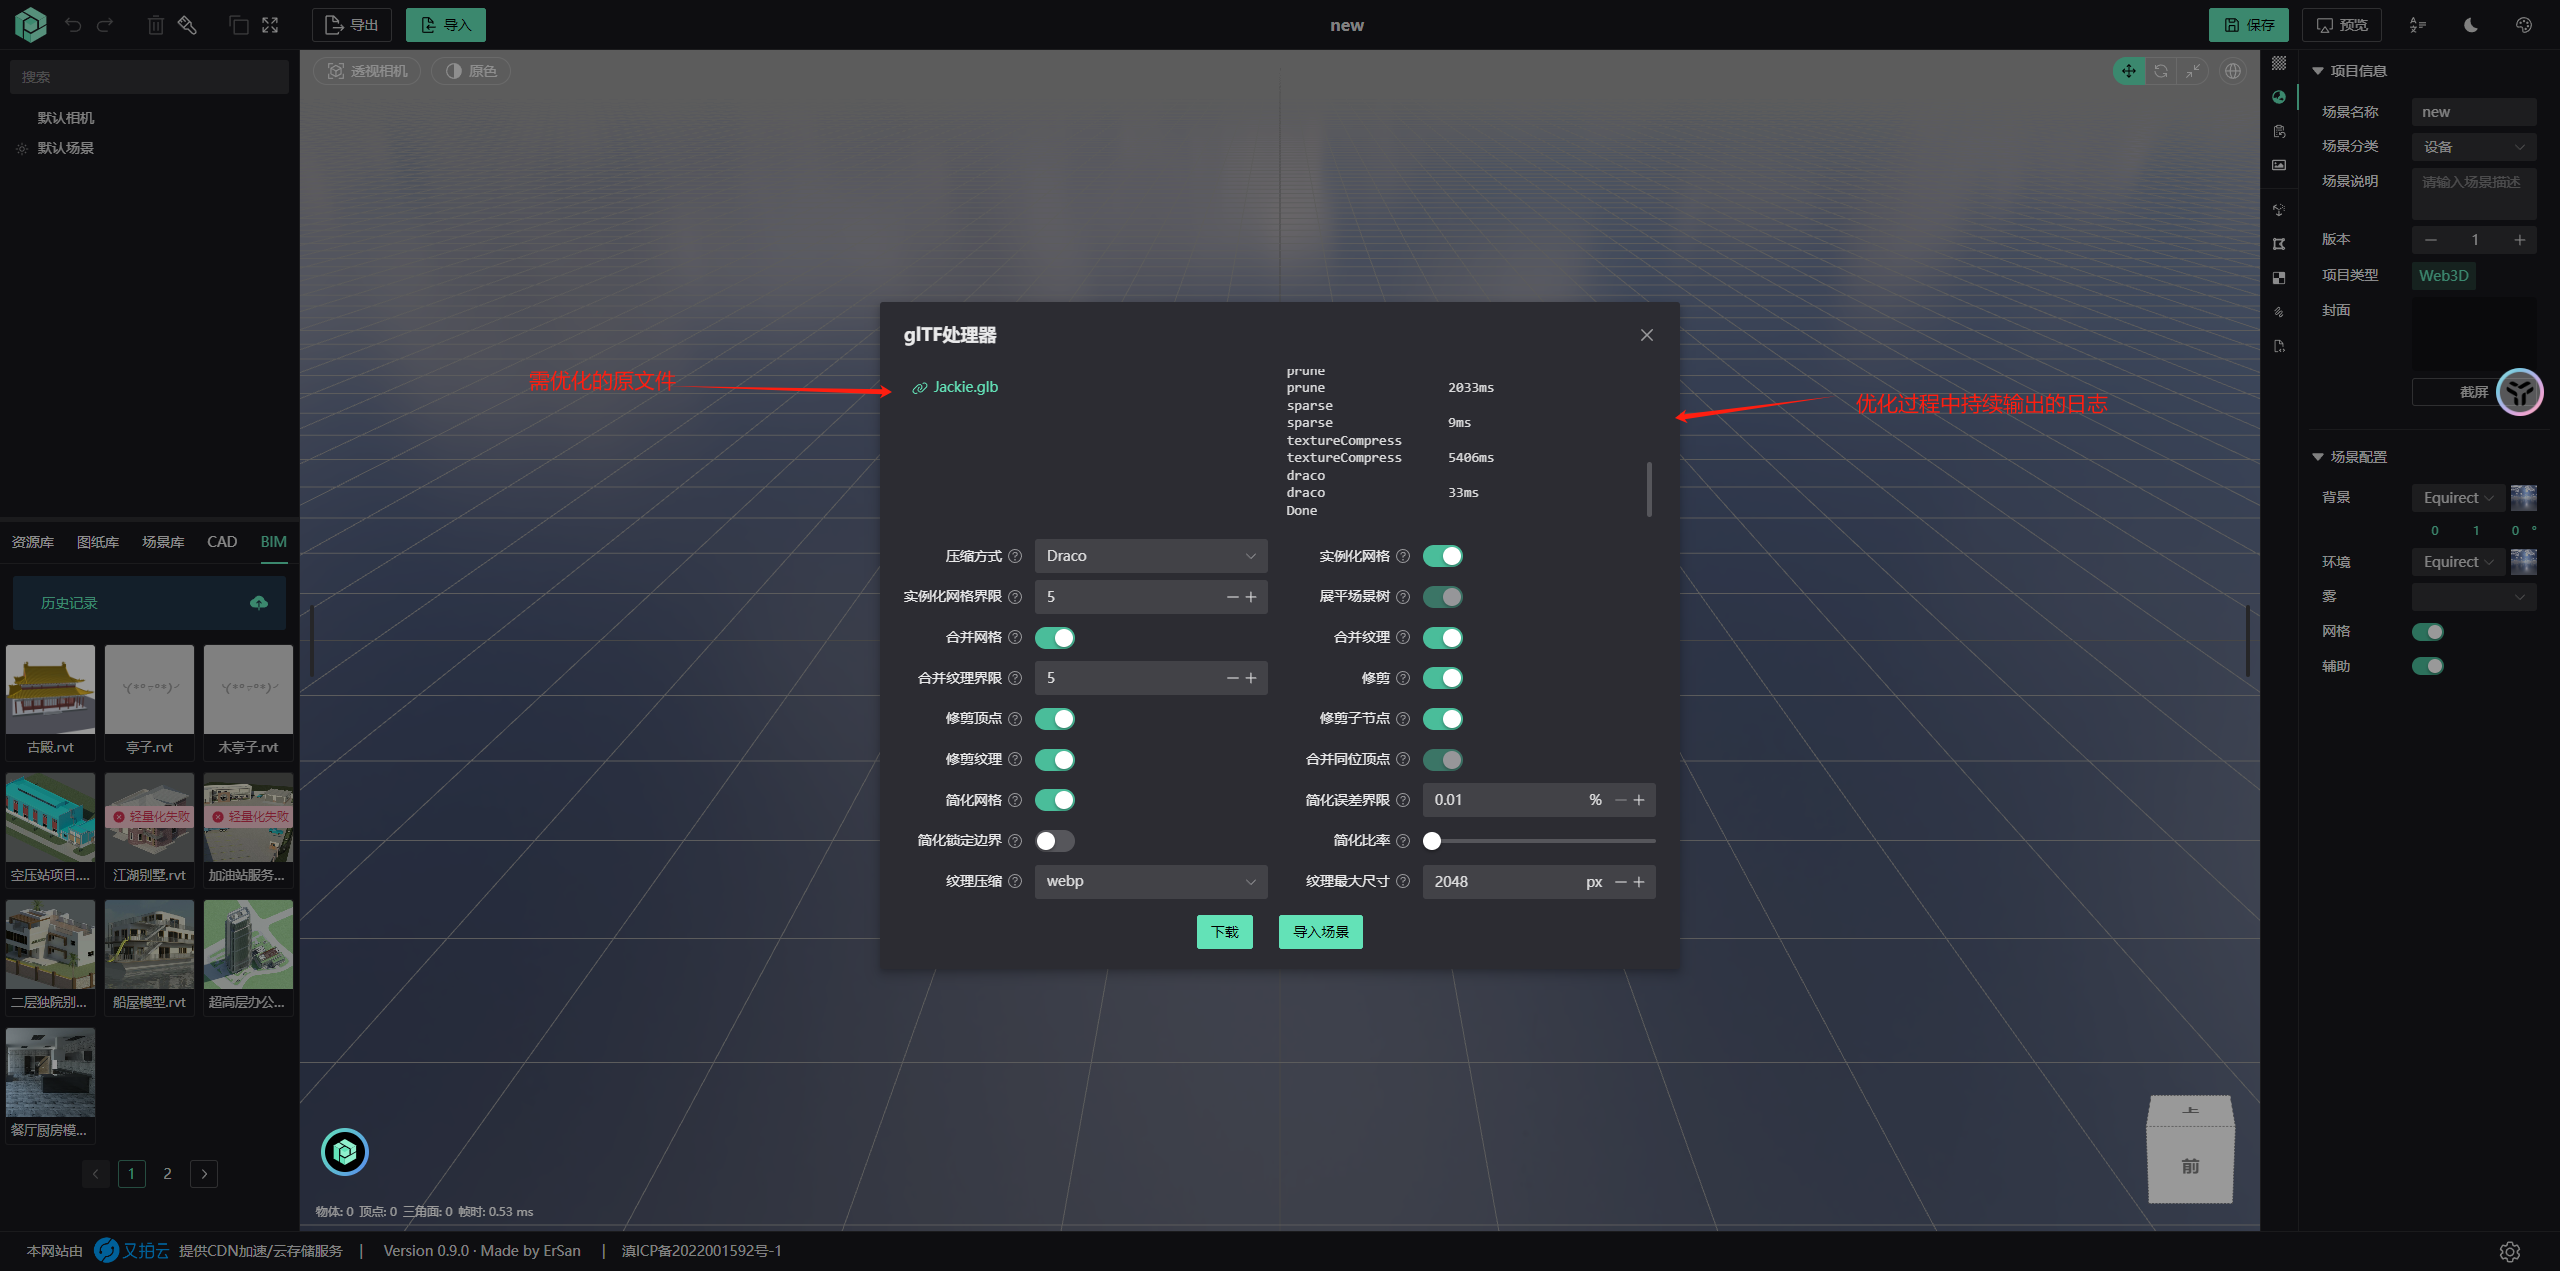 导出
导入
new
保存
预览
搜索
默认相机
默认场景
透视相机
原色
项目信息
场景名称
new
场景分类
设备
场景说明
请输入场景描述
版本
1
项目类型
Web3D
封面
截屏
场景配置
背景
Equirect
0 1 0 °
环境
Equirect
雾
网格
辅助
glTF处理器
需优化的原文件
Jackie.glb
优化过程中持续输出的日志
prune
prune 2033ms
sparse
sparse 9ms
textureCompress
textureCompress 5406ms
draco
draco 33ms
Done
压缩方式 Draco
实例化网格
实例化网格界限 5
展平场景树
合并网格
合并纹理
合并纹理界限 5
修剪
修剪顶点
修剪子节点
修剪纹理
合并同位顶点
简化网格
简化误差界限 0.01 %
简化锁定边界
简化比率
纹理压缩 webp
纹理最大尺寸 2048 px
下载
导入场景
资源库 图纸库 场景库 CAD BIM
历史记录
古殿.rvt
亭子.rvt
木亭子.rvt
轻量化失败
轻量化失败
空压站项目....
江湖别墅.rvt
加油站服务...
二层独院别...
船屋模型.rvt
超高层办公...
餐厅厨房模...
1 2
上
前
物体: 0 顶点: 0 三角面: 0 帧时: 0.53 ms
本网站由 又拍云 提供CDN加速/云存储服务 | Version 0.9.0 · Made by ErSan | 滇ICP备2022001592号-1